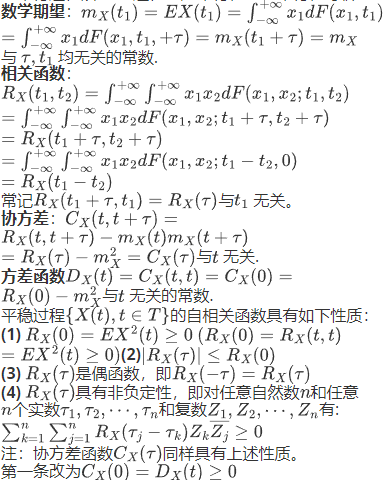 数学期望：$m_X(t_1) = EX(t_1) = \int_{-\infty}^{+\infty} x_1 dF(x_1, t_1)$
$= \int_{-\infty}^{+\infty} x_1 dF(x_1, t_1, +\tau) = m_X(t_1 + \tau) = m_X$
与 $\tau, t_1$ 均无关的常数.
相关函数：
$R_X(t_1, t_2) = \int_{-\infty}^{+\infty} \int_{-\infty}^{+\infty} x_1 x_2 dF(x_1, x_2; t_1, t_2)$
$= \int_{-\infty}^{+\infty} \int_{-\infty}^{+\infty} x_1 x_2 dF(x_1, x_2; t_1 + \tau, t_2 + \tau)$
$= R_X(t_1 + \tau, t_2 + \tau)$
$= \int_{-\infty}^{+\infty} \int_{-\infty}^{+\infty} x_1 x_2 dF(x_1, x_2; t_1 - t_2, 0)$
$= R_X(t_1 - t_2)$
常记$R_X(t_1 + \tau, t_1) = R_X(\tau)$与$t_1$ 无关。
协方差：$C_X(t, t + \tau) =$
$R_X(t, t + \tau) - m_X(t)m_X(t + \tau)$
$= R_X(\tau) - m_X^2 = C_X(\tau)$与$t$ 无关.
方差函数$D_X(t) = C_X(t, t) = C_X(0) =$
$R_X(0) - m_X^2$与$t$ 无关的常数.
平稳过程$\{X(t), t \in T\}$的自相关函数具有如下性质：
(1) $R_X(0) = EX^2(t) \geq 0$ ($R_X(0) = R_X(t, t)$
$= EX^2(t) \geq 0$)(2)$|R_X(\tau)| \leq R_X(0)$
(3) $R_X(\tau)$是偶函数，即$R_X(-\tau) = R_X(\tau)$
(4) $R_X(\tau)$具有非负定性，即对任意自然数$n$和任意
$n$个实数$\tau_1, \tau_2, \cdots, \tau_n$和复数$Z_1, Z_2, \cdots, Z_n$有：
$\sum_{k=1}^n \sum_{j=1}^n R_X(\tau_j - \tau_k) Z_k \overline{Z_j} \geq 0$
注：协方差函数$C_X(\tau)$同样具有上述性质。
第一条改为$C_X(0) = D_X(t) \geq 0$